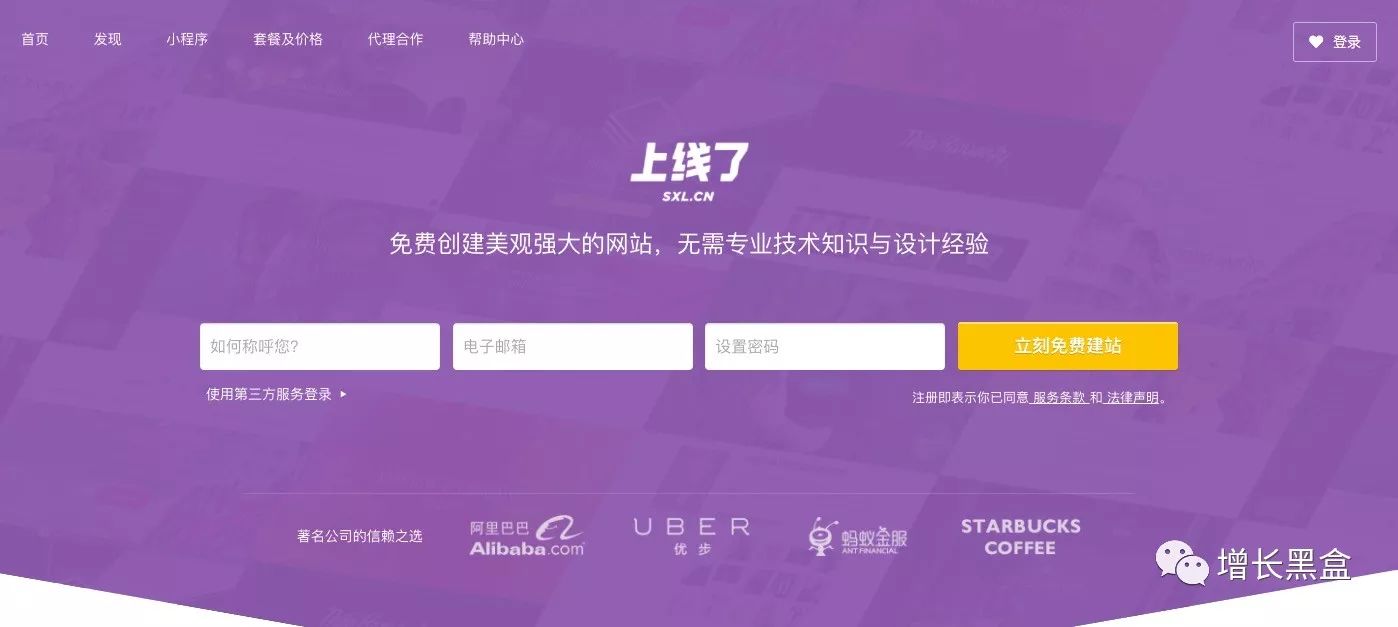 首页 发现 小程序 套餐及价格 代理合作 帮助中心 登录
上线了
SXL.CN
免费创建美观强大的网站，无需专业技术知识与设计经验
如何称呼您? 电子邮箱 设置密码 立刻免费建站
使用第三方服务登录
注册即表示你已同意 服务条款 和 法律声明。
著名公司的信赖之选
阿里巴巴
Alibaba.com
UBER
优步
蚂蚁金服
ANT FINANCIAL
STARBUCKS
COFFEE
增长黑盒